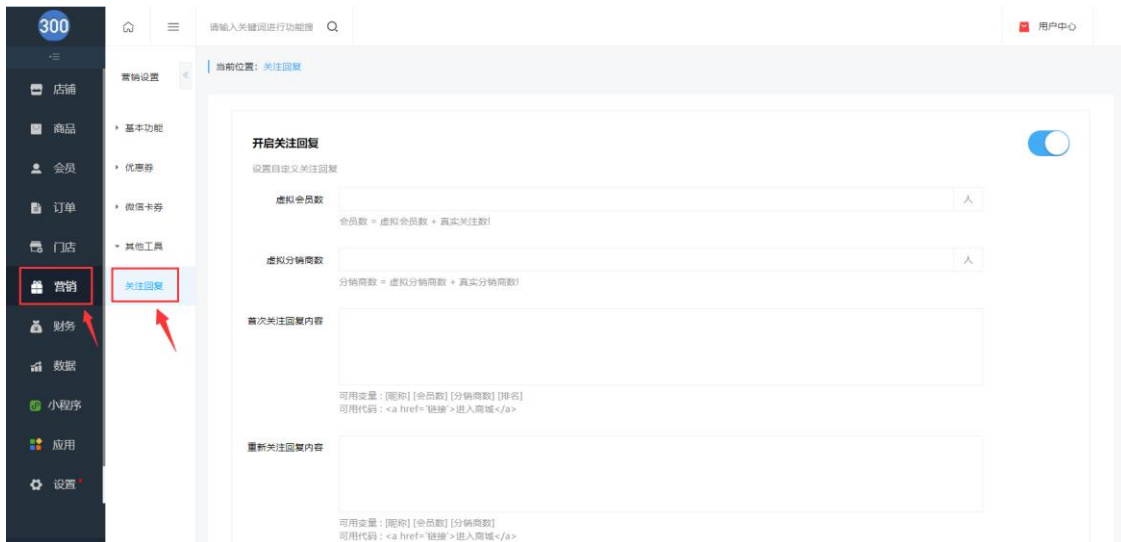 300
请输入关键词进行功能搜
用户中心
店铺
商品
会员
订单
门店
营销
财务
数据
小程序
应用
设置
营销设置
基本功能
优惠券
微信卡券
其他工具
关注回复
当前位置：关注回复
开启关注回复
设置自定义关注回复
虚拟会员数
人
会员数 = 虚拟会员数 + 真实关注数!
虚拟分销商数
人
分销商数 = 虚拟分销商数 + 真实分销商数!
首次关注回复内容
可用变量 : [昵称] [会员数] [分销商数] [排名]
可用代码 : <a href='链接'>进入商城</a>
重新关注回复内容
可用变量 : [昵称] [会员数] [分销商数]
可用代码 : <a href='链接'>进入商城</a>